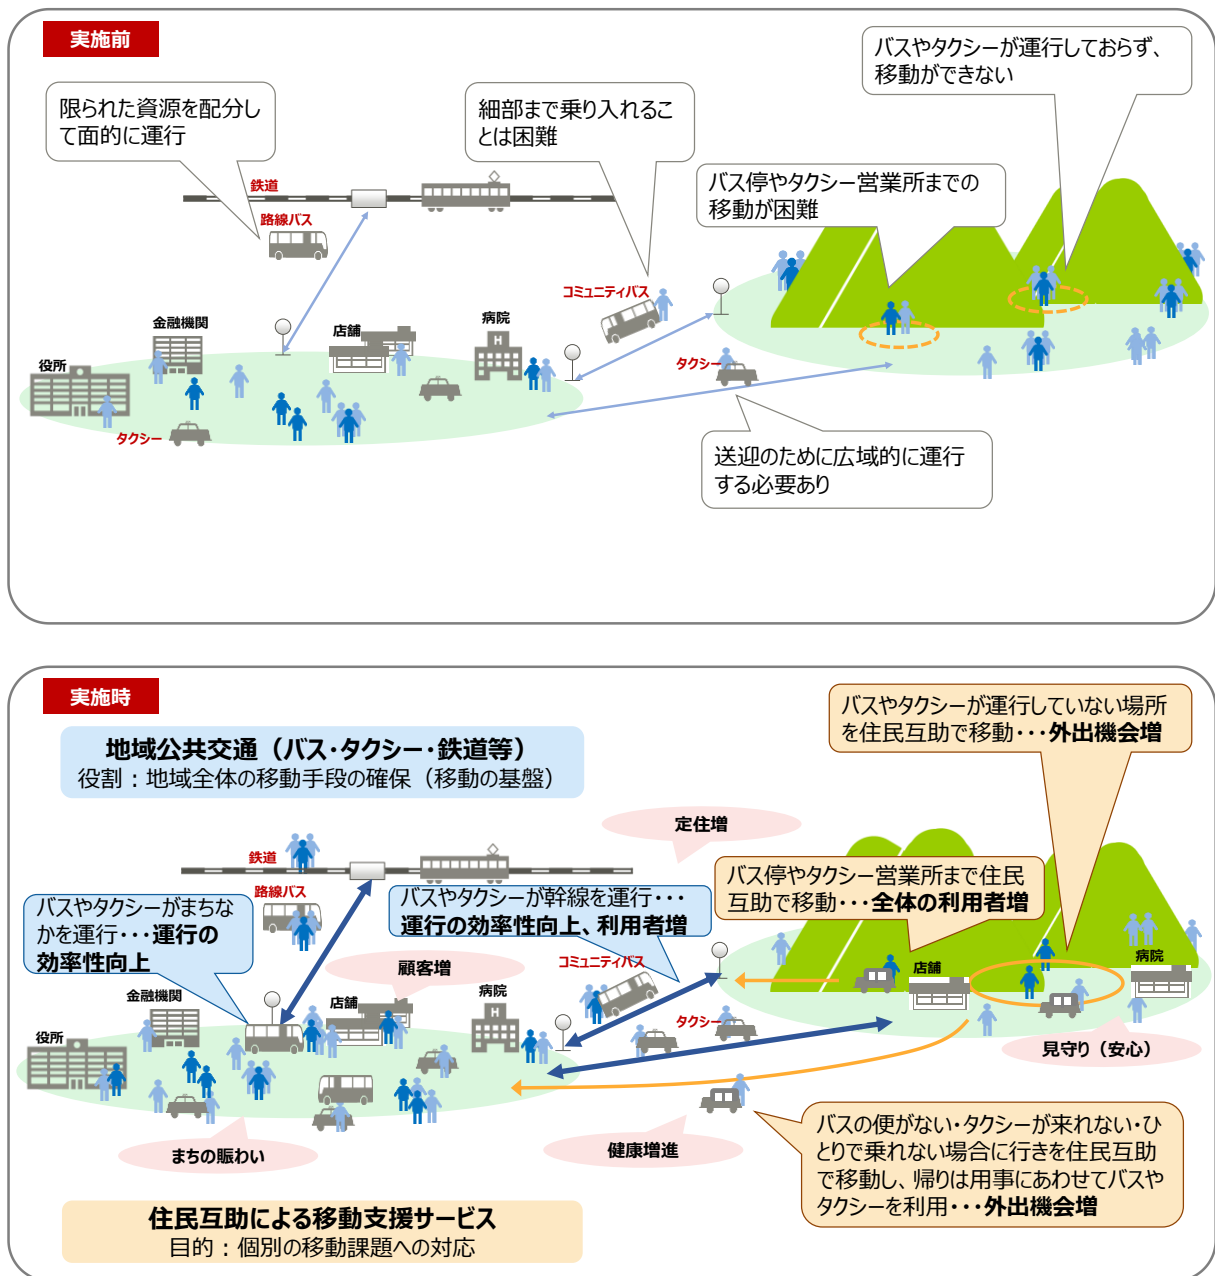 実施前
バスやタクシーが運行しておらず、
移動ができない
限られた資源を配分し
て面的に運行
細部まで乗り入れるこ
とは困難
バス停やタクシー営業所までの
移動が困難
鉄道
路線バス
コミュニティバス
金融機関
店舗
病院
H
役所
タクシー
タクシー
送迎のために広域的に運行
する必要あり
実施時
地域公共交通（バス・タクシー・鉄道等）
役割：地域全体の移動手段の確保（移動の基盤）
バスやタクシーが運行していない場所
を住民互助で移動・・・外出機会増
定住増
鉄道
路線バス
バスやタクシーがまちな
かを運行・・・運行の
効率性向上
バスやタクシーが幹線を運行・・・
運行の効率性向上、利用者増
バス停やタクシー営業所まで住民
互助で移動・・・全体の利用者増
顧客増
コミュニティバス
店舗
病院
金融機関
店舗
病院
H
タクシー
役所
見守り（安心）
まちの賑わい
健康増進
バスの便がない・タクシーが来れない・ひ
とりで乗れない場合に行きを住民互助
で移動し、帰りは用事にあわせてバスや
タクシーを利用・・・外出機会増
住民互助による移動支援サービス
目的：個別の移動課題への対応